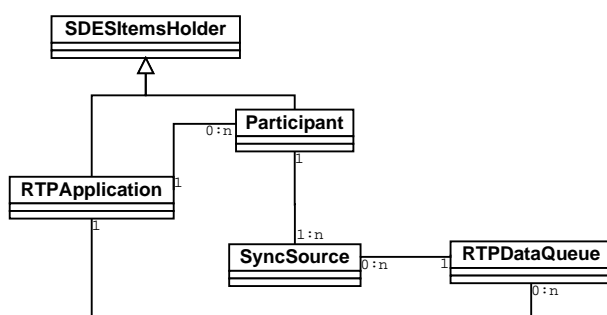 SDESItemsHolder
Participant
0:n
1
RTPApplication
1
1
1:n
SyncSource
0:n
1
RTPDataQueue
0:n